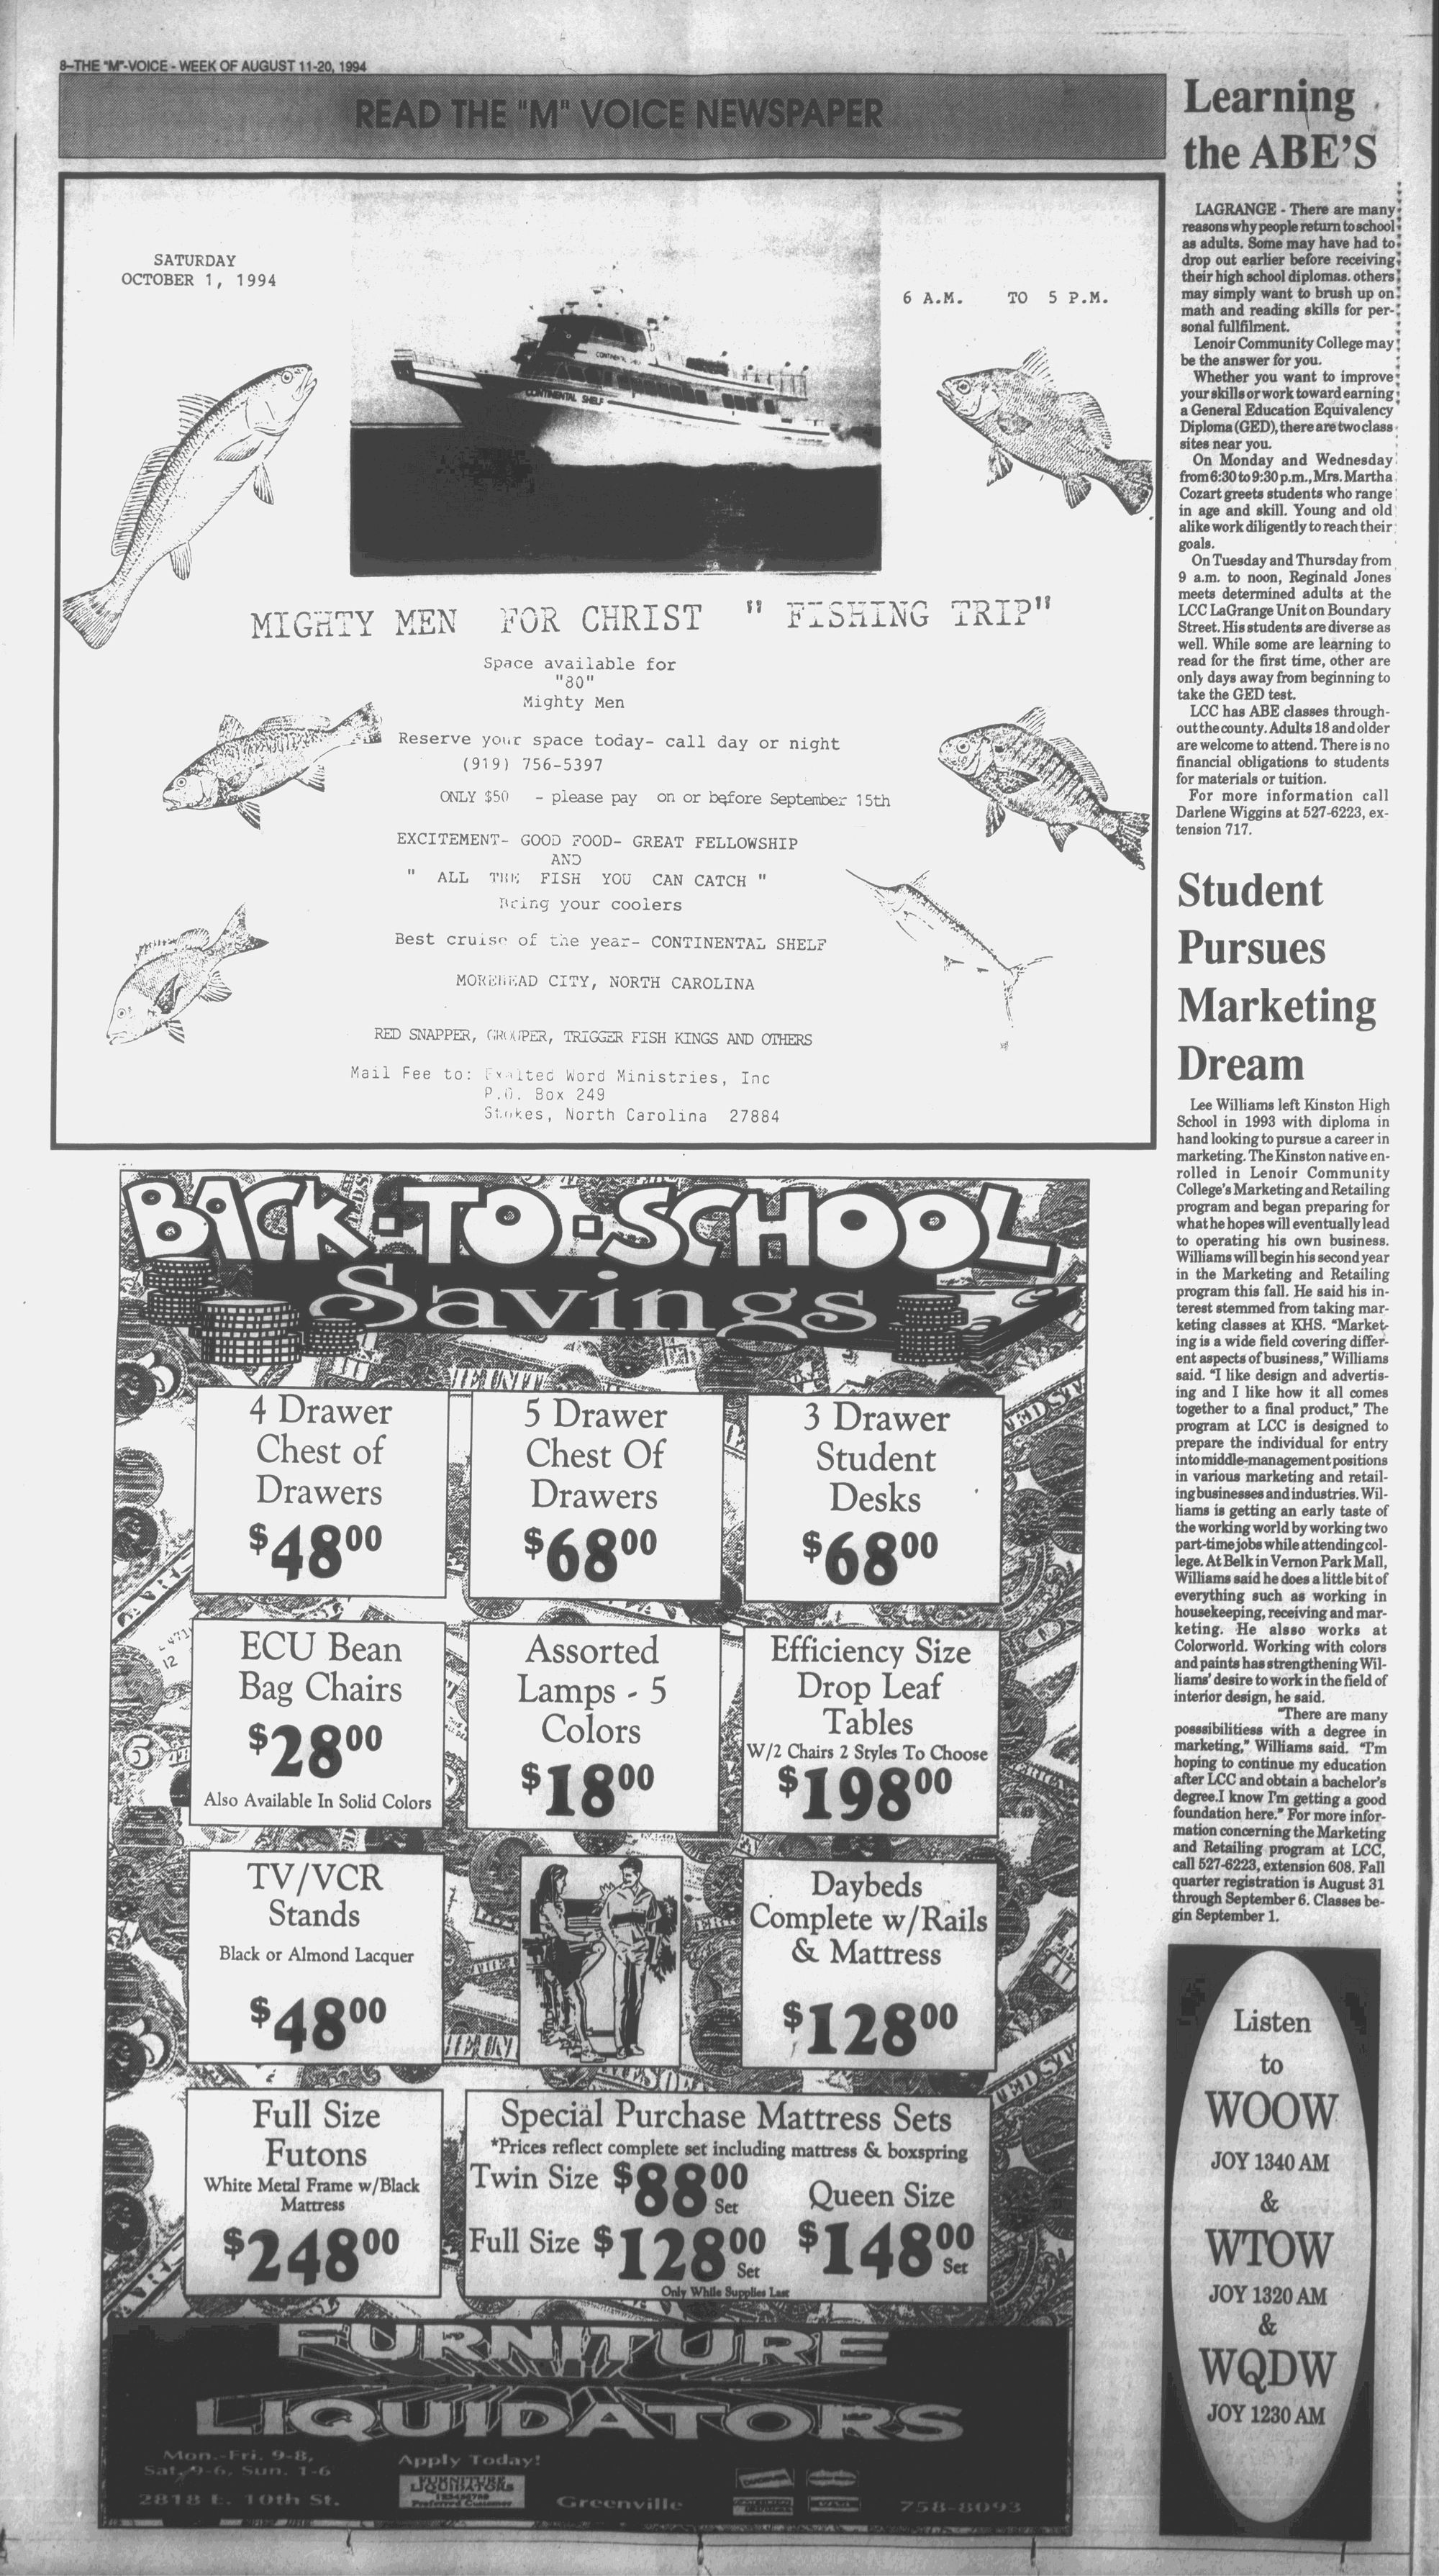 8-THE "M"-VOICE - WEEK OF AUGUST 11-20, 1994
READ THE "M" VOICE NEWSPAPER
SATURDAY
OCTOBER 1, 1994
6 A.M. TO 5 P.M.
CONTINENTAL SHELF
MIGHTY MEN FOR CHRIST " FISHING TRIP"
Space available for
"80"
Mighty Men
Reserve your space today- call day or night
(919) 756-5397
ONLY $50 - please pay on or before September 15th
EXCITEMENT- GOOD FOOD- GREAT FELLOWSHIP
AND
" ALL THE FISH YOU CAN CATCH "
Bring your coolers
Best cruise of the year- CONTINENTAL SHELF
MOREHEAD CITY, NORTH CAROLINA
RED SNAPPER, GROUPER, TRIGGER FISH KINGS AND OTHERS
Mail Fee to: Exalted Word Ministries, Inc
P.O. Box 249
Stokes, North Carolina 27884
BACK-TO-SCHOOL
Savings
4 Drawer
Chest of
Drawers
$4800
5 Drawer
Chest Of
Drawers
$6800
3 Drawer
Student
Desks
$6800
ECU Bean
Bag Chairs
$2800
Also Available In Solid Colors
Assorted
Lamps - 5
Colors
$1800
Efficiency Size
Drop Leaf
Tables
W/2 Chairs 2 Styles To Choose
$19800
TV/VCR
Stands
Black or Almond Lacquer
$4800
Daybeds
Complete w/Rails
& Mattress
$12800
Full Size
Futons
White Metal Frame w/Black
Mattress
$24800
Special Purchase Mattress Sets
*Prices reflect complete set including mattress & boxspring
Twin Size $8800 Set
Full Size $12800 Set
Queen Size
$14800 Set
Only While Supplies Last
FURNITURE
LIQUIDATORS
Mon.-Fri. 9-8,
Sat. 9-6, Sun. 1-6
2818 E. 10th St.
Apply Today!
FURNITURE
LIQUIDATORS
Preferred Customer
Greenville
758-8093
Learning
the ABE'S
LAGRANGE - There are many
reasons why people return to school
as adults. Some may have had to
drop out earlier before receiving
their high school diplomas. others
may simply want to brush up on
math and reading skills for per-
sonal fullfilment.
Lenoir Community College may
be the answer for you.
Whether you want to improve
your skills or work toward earning
a General Education Equivalency
Diploma (GED), there are two class
sites near you.
On Monday and Wednesday
from 6:30 to 9:30 p.m., Mrs. Martha
Cozart greets students who range
in age and skill. Young and old
alike work diligently to reach their
goals.
On Tuesday and Thursday from
9 a.m. to noon, Reginald Jones
meets determined adults at the
LCC LaGrange Unit on Boundary
Street. His students are diverse as
well. While some are learning to
read for the first time, other are
only days away from beginning to
take the GED test.
LCC has ABE classes through-
out the county. Adults 18 and older
are welcome to attend. There is no
financial obligations to students
for materials or tuition.
For more information call
Darlene Wiggins at 527-6223, ex-
tension 717.
Student
Pursues
Marketing
Dream
Lee Williams left Kinston High
School in 1993 with diploma in
hand looking to pursue a career in
marketing. The Kinston native en-
rolled in Lenoir Community
College's Marketing and Retailing
program and began preparing for
what he hopes will eventually lead
to operating his own business.
Williams will begin his second year
in the Marketing and Retailing
program this fall. He said his in-
terest stemmed from taking mar-
keting classes at KHS. "Market-
ing is a wide field covering differ-
ent aspects of business," Williams
said. "I like design and advertis-
ing and I like how it all comes
together to a final product," The
program at LCC is designed to
prepare the individual for entry
into middle-management positions
in various marketing and retail-
ing businesses and industries. Wil-
liams is getting an early taste of
the working world by working two
part-time jobs while attending col-
lege. At Belk in Vernon Park Mall,
Williams said he does a little bit of
everything such as working in
housekeeping, receiving and mar-
keting. He alsso works at
Colorworld. Working with colors
and paints has strengthening Wil-
liams' desire to work in the field of
interior design, he said.
"There are many
posssibilitiess with a degree in
marketing," Williams said. "I'm
hoping to continue my education
after LCC and obtain a bachelor's
degree.I know I'm getting a good
foundation here." For more infor-
mation concerning the Marketing
and Retailing program at LCC,
call 527-6223, extension 608. Fall
quarter registration is August 31
through September 6. Classes be-
gin September 1.
Listen
to
WOOW
JOY 1340 AM
&
WTOW
JOY 1320 AM
&
WQDW
JOY 1230 AM